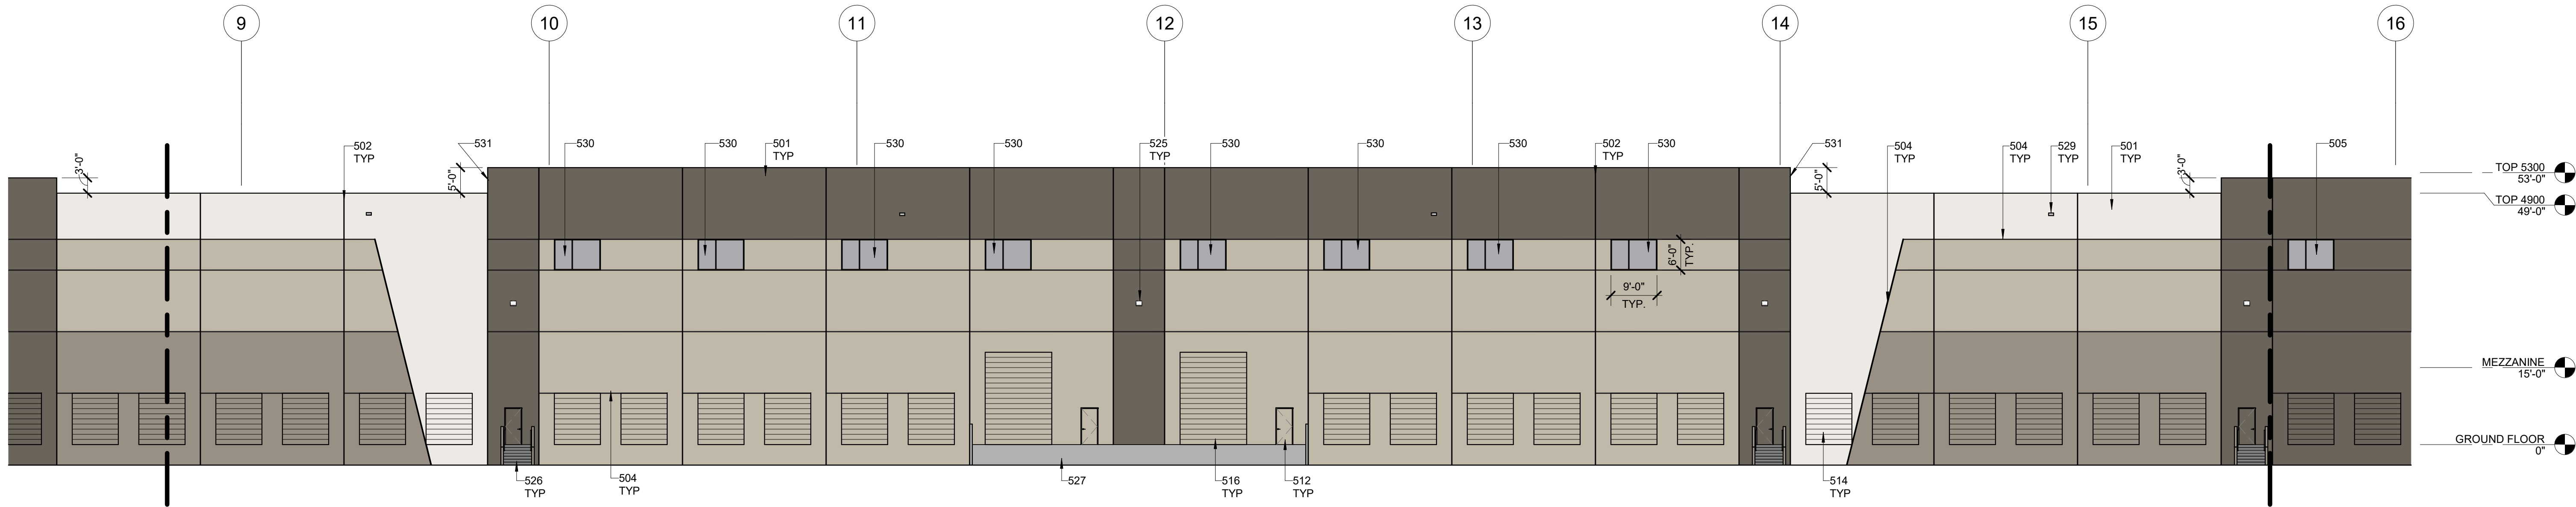 9
10
11
12
13
14
15
16
3'-0"
502
TYP
531
5'-0"
530
530
501
TYP
530
530
525
TYP
530
530
530
502
TYP
530
531
5'-0"
504
TYP
504
TYP
529
TYP
501
TYP
3'-0"
505
TOP 5300
53'-0"
TOP 4900
49'-0"
6'-0"
TYP.
9'-0"
TYP.
MEZZANINE
15'-0"
GROUND FLOOR
0"
526
TYP
504
TYP
527
516
TYP
512
TYP
514
TYP